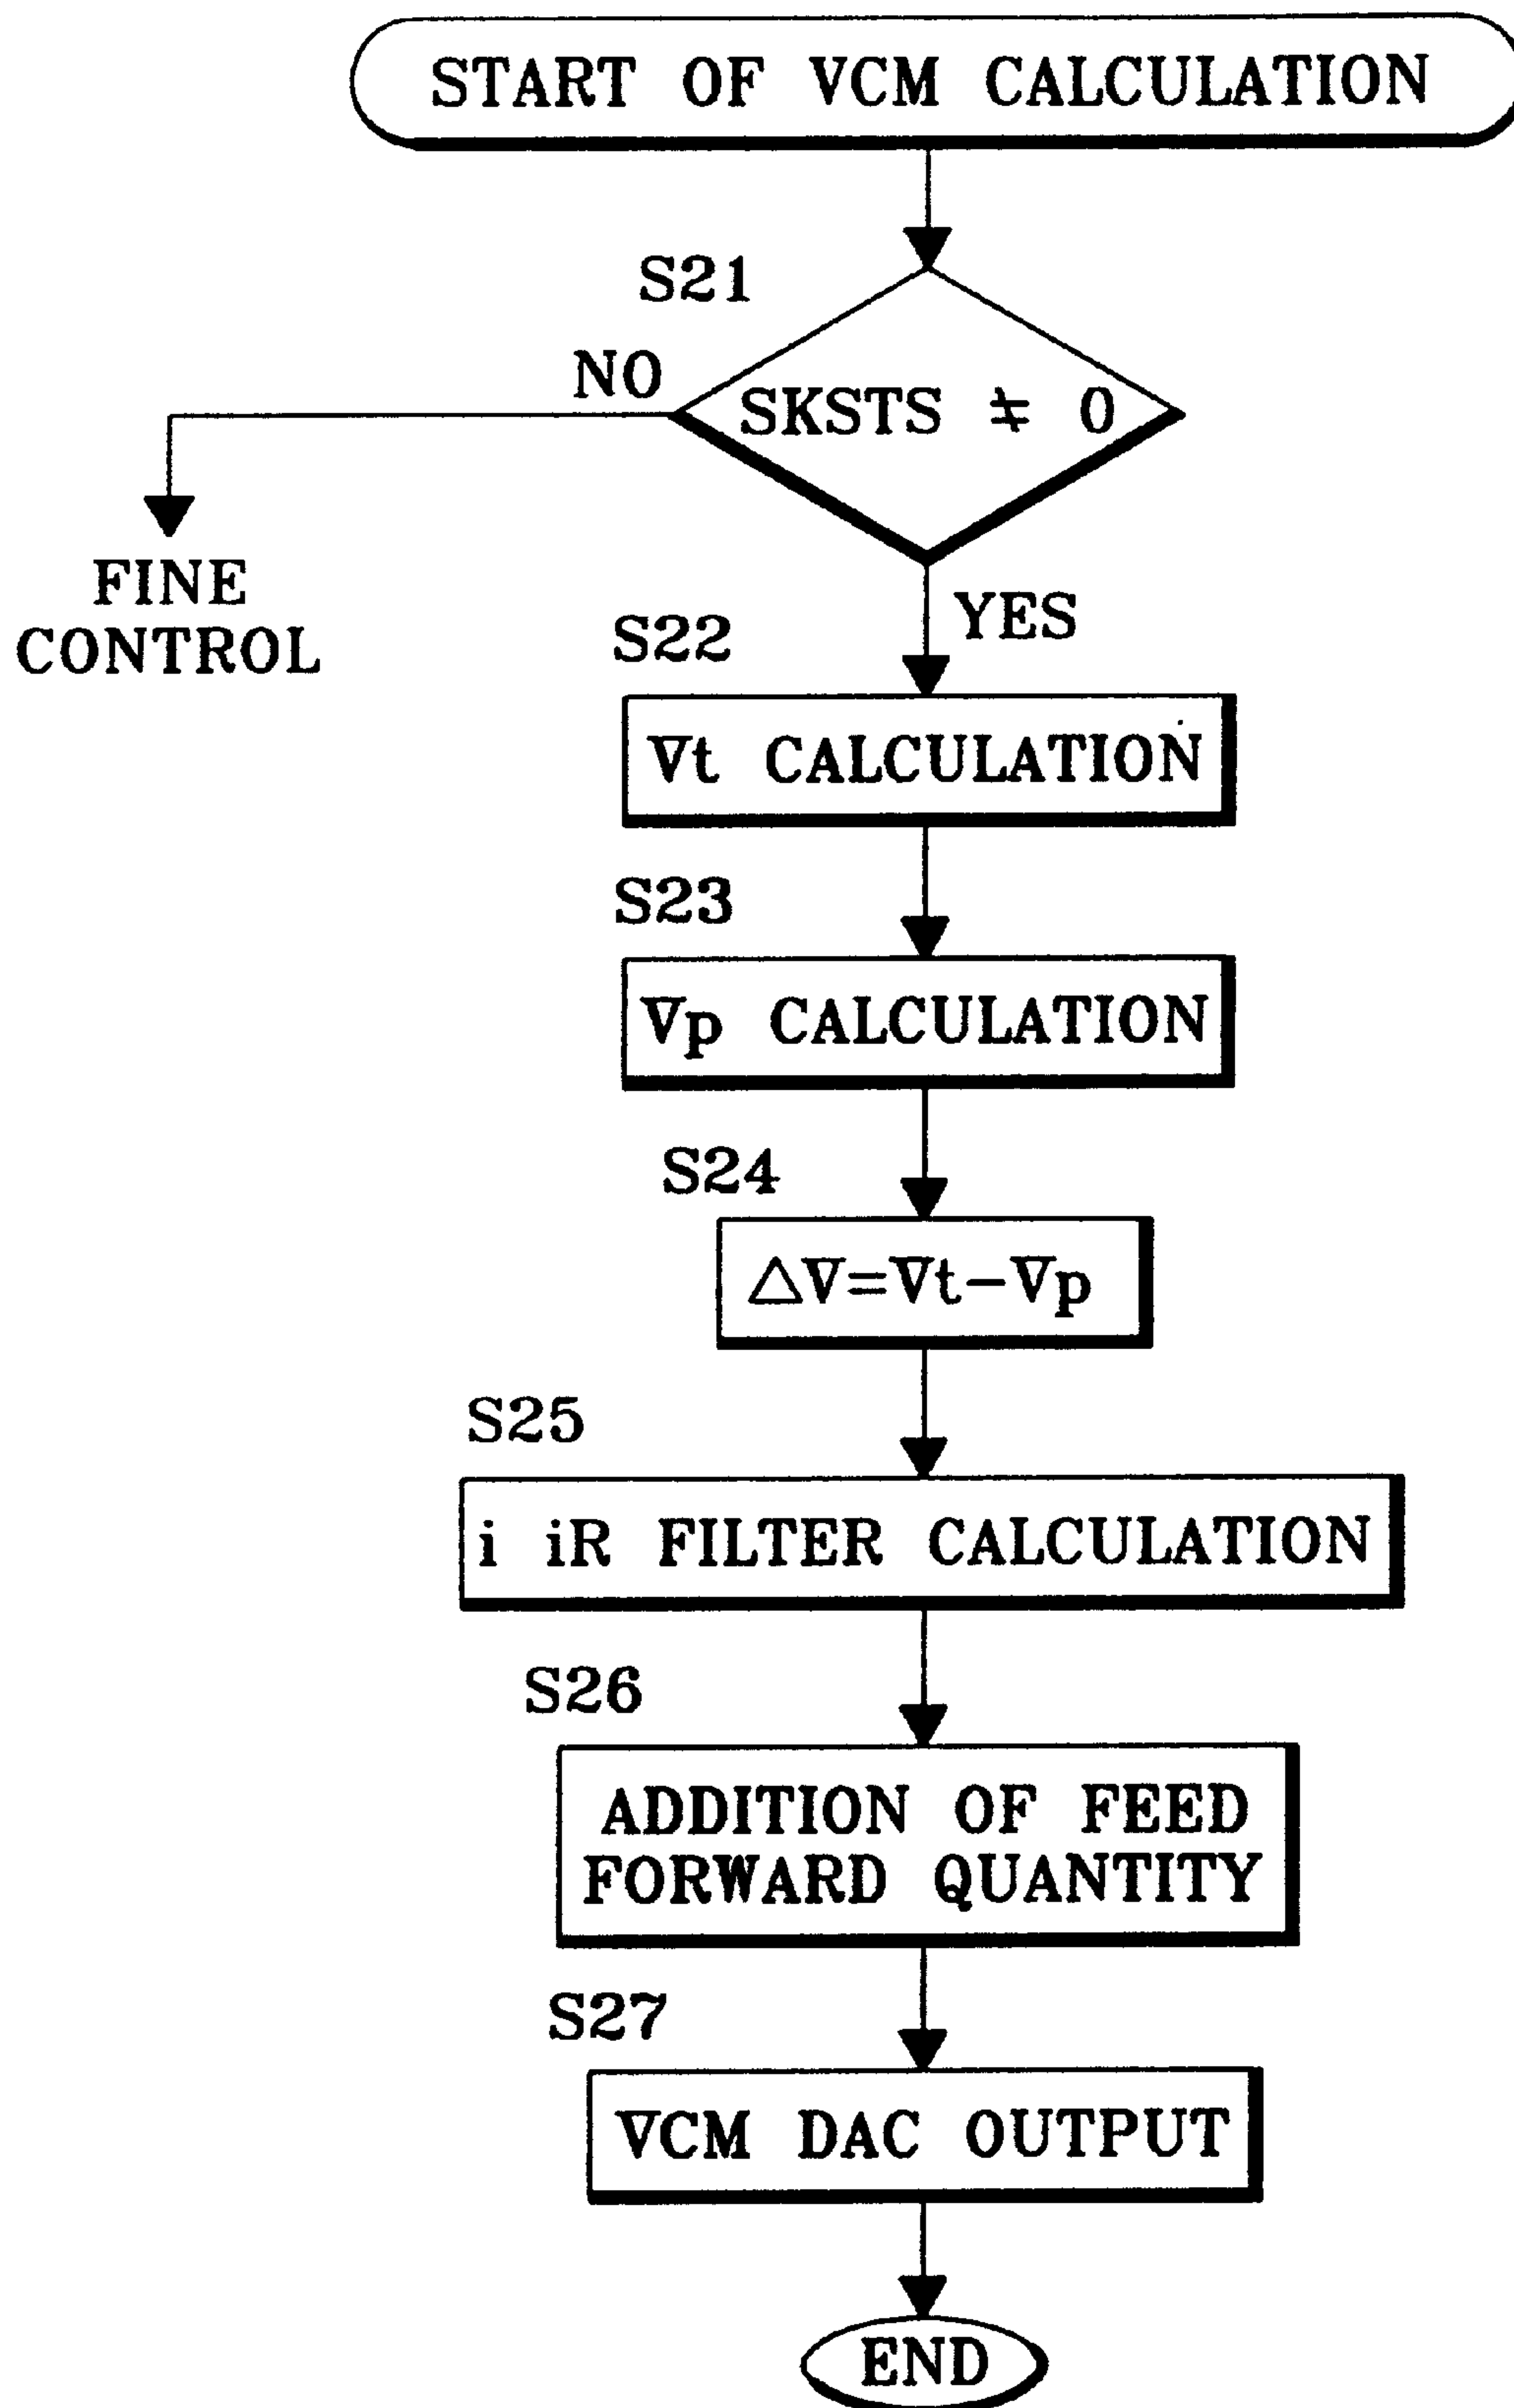 START OF VCM CALCULATION
S21
NO
SKSTS ≠ 0
FINE
CONTROL
YES
S22
Vt CALCULATION
S23
Vp CALCULATION
S24
△V=Vt-Vp
S25
i iR FILTER CALCULATION
S26
ADDITION OF FEED
FORWARD QUANTITY
S27
VCM DAC OUTPUT
END